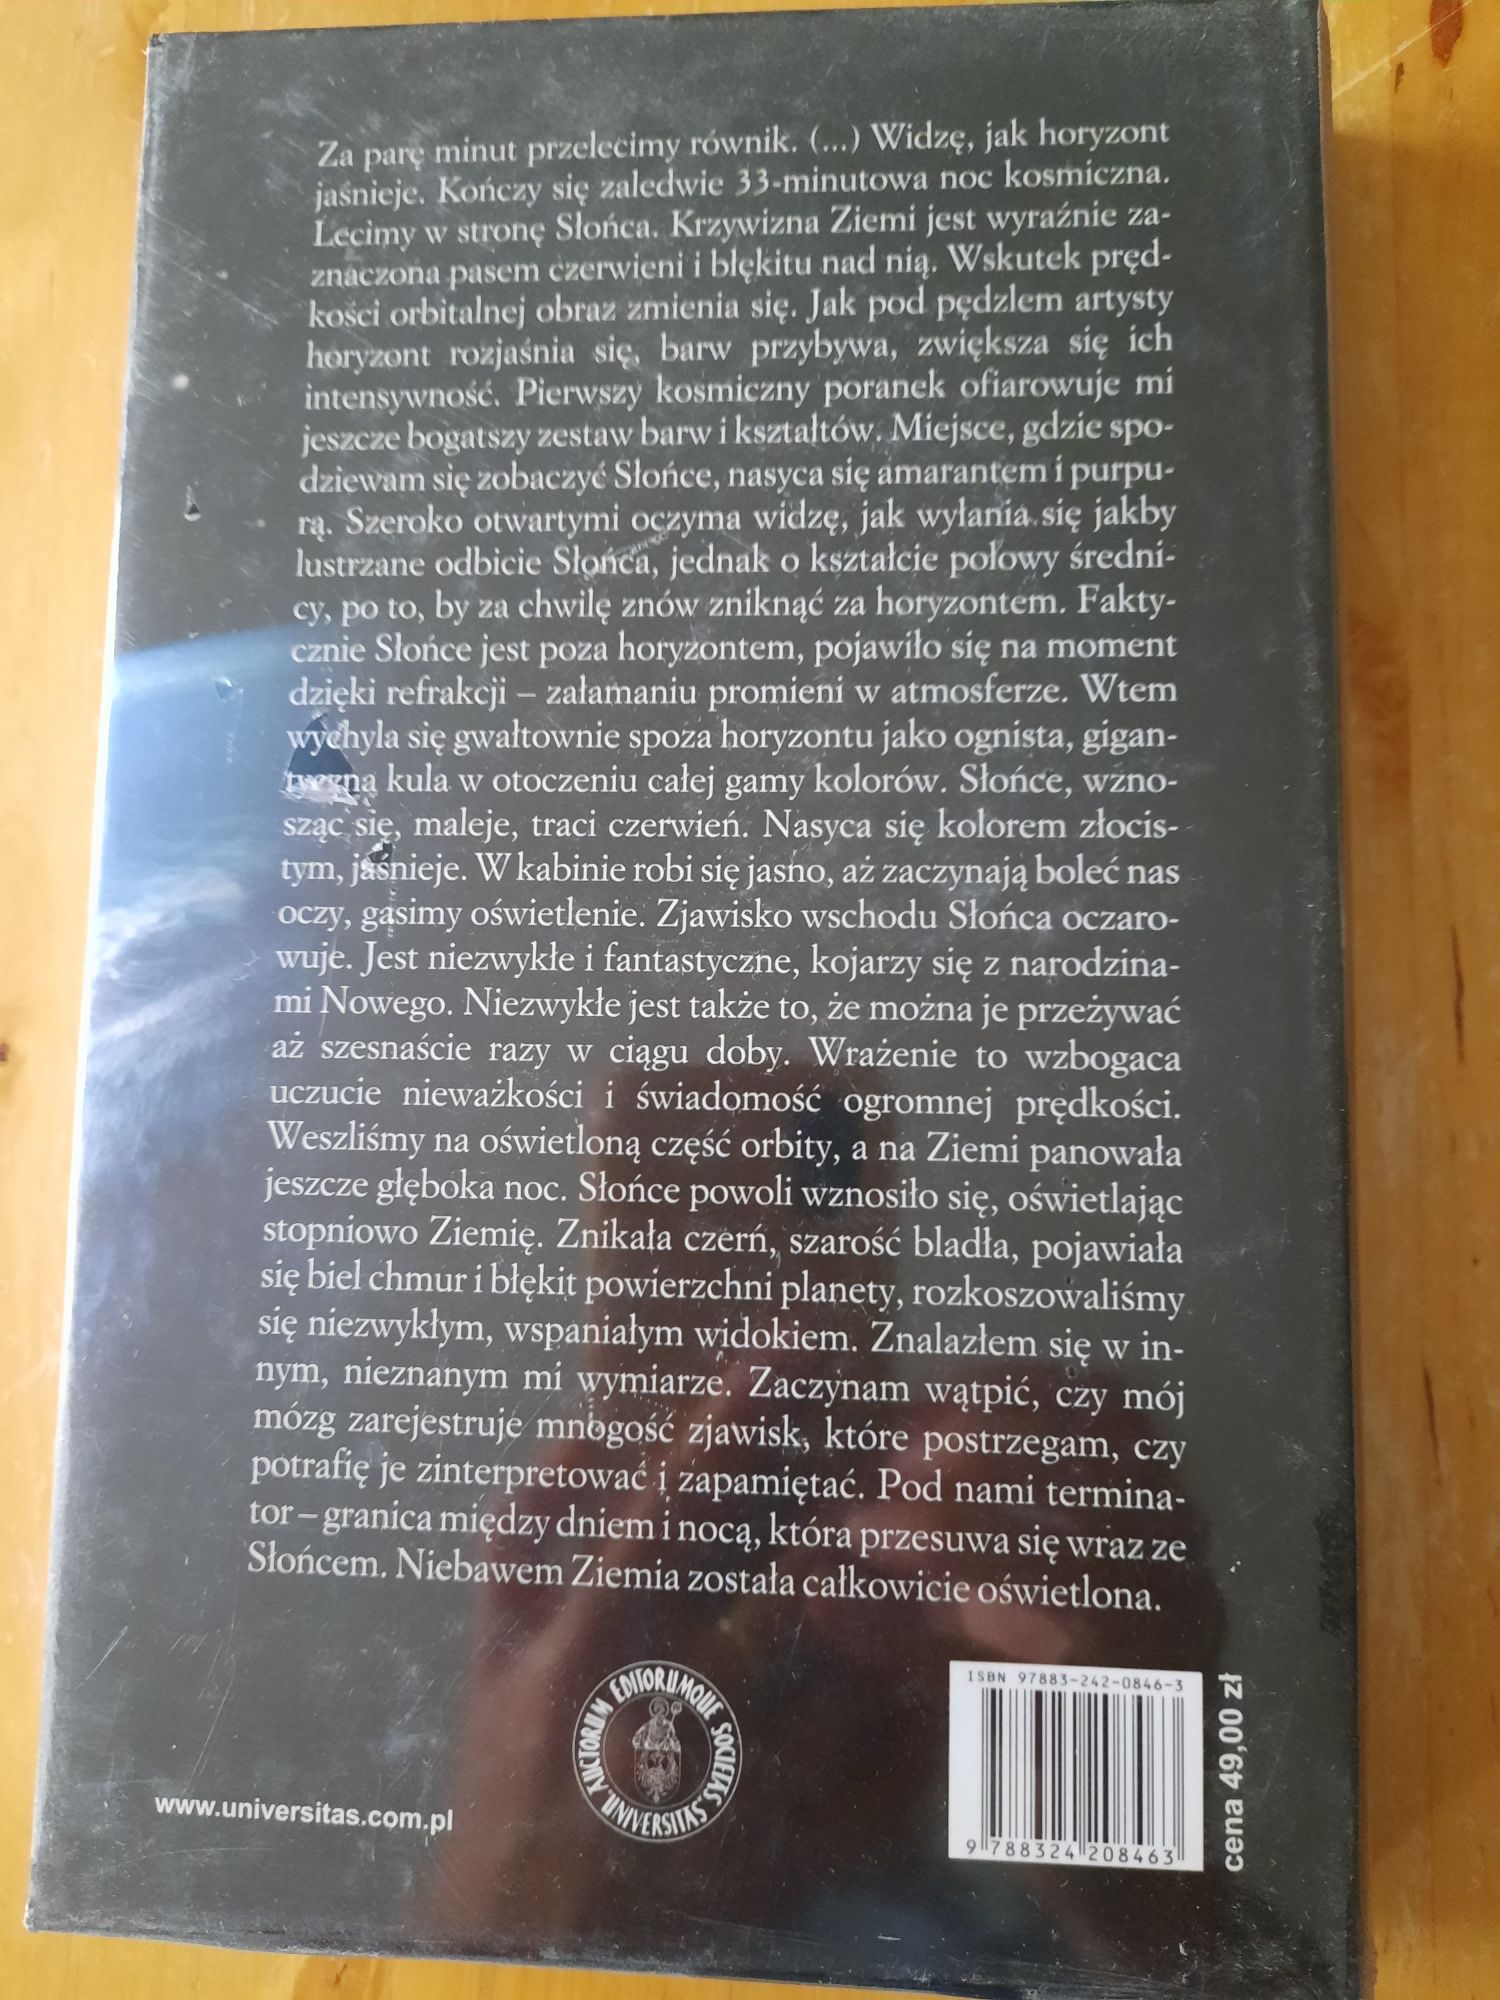 Za parę minut przelecimy równik. (...) Widzę, jak horyzont
jaśnieje. Kończy się zaledwie 33-minutowa noc kosmiczna.
Lecimy w stronę Słońca. Krzywizna Ziemi jest wyraźnie za-
znaczona pasem czerwieni i błękitu nad nią. Wskutek pręd-
kości orbitalnej obraz zmienia się. Jak pod pędzlem artysty
horyzont rozjaśnia się, barw przybywa, zwiększa się ich
intensywność. Pierwszy kosmiczny poranek ofiarowuje mi
jeszcze bogatszy zestaw barw i kształtów. Miejsce, gdzie spo-
dziewam się zobaczyć Słońce, nasyca się amarantem i purpu-
rą. Szeroko otwartymi oczyma widzę, jak wyłania się jakby
lustrzane odbicie Słońca, jednak o kształcie połowy średni-
cy, po to, by za chwilę znów zniknąć za horyzontem. Fakty-
cznie Słońce jest poza horyzontem, pojawiło się na moment
dzięki refrakcji – załamaniu promieni w atmosferze. Wtem
wychyla się gwałtownie spoza horyzontu jako ognista, gigan-
tyczna kula w otoczeniu całej gamy kolorów. Słońce, wzno-
sząc się, maleje, traci czerwień. Nasyca się kolorem złocis-
tym, jaśnieje. W kabinie robi się jasno, aż zaczynają boleć nas
oczy, gasimy oświetlenie. Zjawisko wschodu Słońca oczaro-
wuje. Jest niezwykłe i fantastyczne, kojarzy się z narodzina-
mi Nowego. Niezwykłe jest także to, że można je przeżywać
aż szesnaście razy w ciągu doby. Wrażenie to wzbogaca
uczucie nieważkości i świadomość ogromnej prędkości.
Weszliśmy na oświetloną część orbity, a na Ziemi panowała
jeszcze głęboka noc. Słońce powoli wznosiło się, oświetlając
stopniowo Ziemię. Znikała czerń, szarość bladła, pojawiała
się biel chmur i błękit powierzchni planety, rozkoszowaliśmy
się niezwykłym, wspaniałym widokiem. Znalazłem się w in-
nym, nieznanym mi wymiarze. Zaczynam wątpić, czy mój
mózg zarejestruje mnogość zjawisk, które postrzegam, czy
potrafię je zinterpretować i zapamiętać. Pod nami termina-
tor – granica między dniem i nocą, która przesuwa się wraz ze
Słońcem. Niebawem Ziemia została całkowicie oświetlona.
www.universitas.com.pl
AUCTORUM EDITORUMQUE SOCIETAS "UNIVERSITAS"
ISBN 97883-242-0846-3
9 788324 208463
cena 49,00 zł